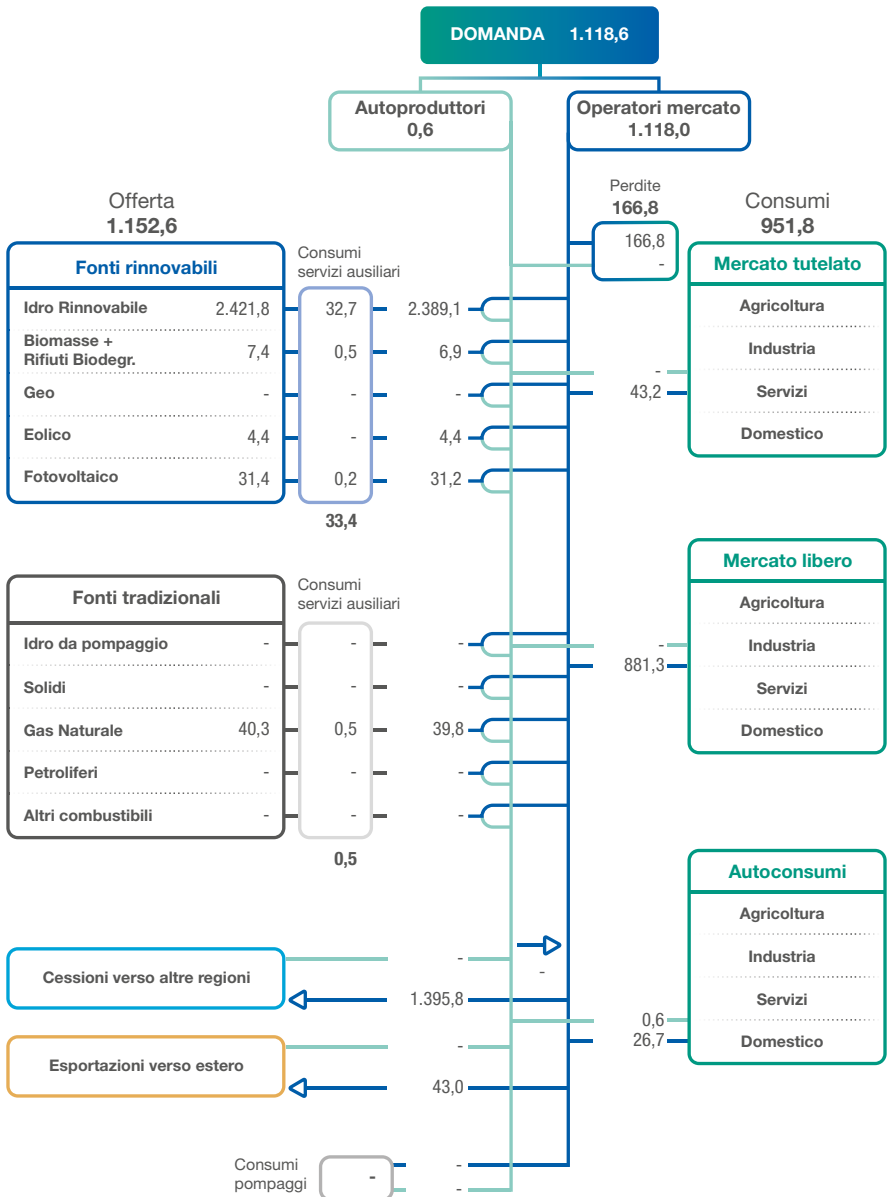 DOMANDA 1.118,6
Autoproduttori
0,6
Operatori mercato
1.118,0
Offerta
1.152,6
Perdite
166,8
166,8
-
Consumi
951,8
Fonti rinnovabili
Consumi
servizi ausiliari
Idro Rinnovabile 2.421,8 32,7 2.389,1
Biomasse +
Rifiuti Biodegr. 7,4 0,5 6,9
Geo - - -
Eolico 4,4 - 4,4
Fotovoltaico 31,4 0,2 31,2
33,4
Mercato tutelato
Agricoltura
Industria
Servizi
Domestico
-
43,2
Fonti tradizionali
Consumi
servizi ausiliari
Idro da pompaggio - - -
Solidi - - -
Gas Naturale 40,3 0,5 39,8
Petroliferi - - -
Altri combustibili - - -
0,5
Mercato libero
Agricoltura
Industria
Servizi
Domestico
-
881,3
Autoconsumi
Agricoltura
Industria
Servizi
Domestico
0,6
26,7
Cessioni verso altre regioni
-
-
1.395,8
Esportazioni verso estero
-
43,0
Consumi
pompaggi
-
-
-